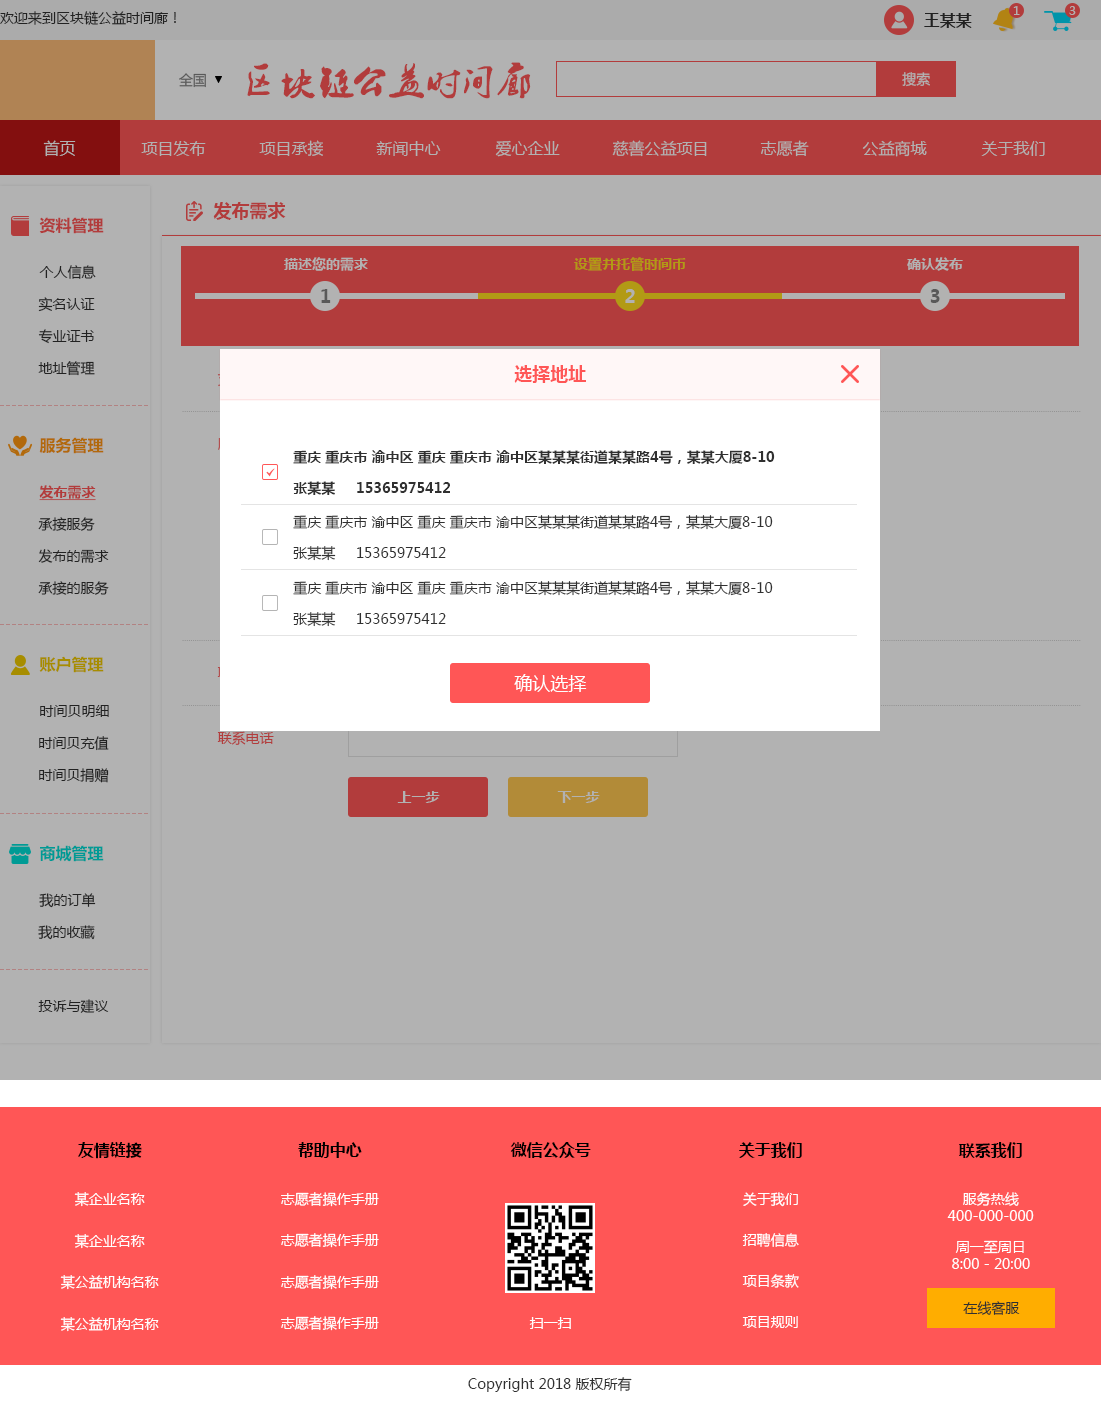 欢迎来到区块链公益时间廊！
王某某
1
3
全国
区块链公益时间廊
搜索
首页
项目发布
项目承接
新闻中心
爱心企业
慈善公益项目
志愿者
公益商城
关于我们
资料管理
个人信息
实名认证
专业证书
地址管理
服务管理
发布需求
承接服务
发布的需求
承接的服务
账户管理
时间贝明细
时间贝充值
时间贝捐赠
商城管理
我的订单
我的收藏
投诉与建议
发布需求
描述您的需求
设置并托管时间币
确认发布
1
2
3
选择地址
重庆 重庆市 渝中区 重庆 重庆市 渝中区某某某街道某某路4号，某某大厦8-10
张某某 15365975412
重庆 重庆市 渝中区 重庆 重庆市 渝中区某某某街道某某路4号，某某大厦8-10
张某某 15365975412
重庆 重庆市 渝中区 重庆 重庆市 渝中区某某某街道某某路4号，某某大厦8-10
张某某 15365975412
确认选择
联系电话
上一步
下一步
友情链接
某企业名称
某企业名称
某公益机构名称
某公益机构名称
帮助中心
志愿者操作手册
志愿者操作手册
志愿者操作手册
志愿者操作手册
微信公众号
扫一扫
关于我们
关于我们
招聘信息
项目条款
项目规则
联系我们
服务热线
400-000-000
周一至周日
8:00 - 20:00
在线客服
Copyright 2018 版权所有